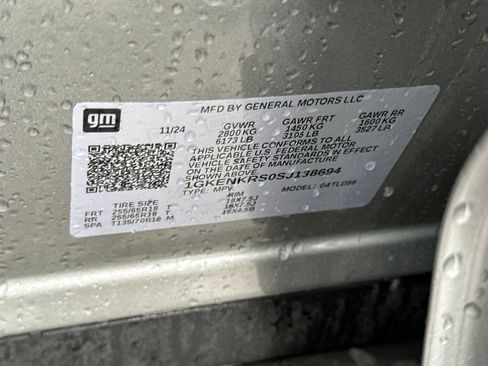 MFD BY GENERAL MOTORS LLC
gm
11/24 GVWR GAWR FRT GAWR RR
2800 KG 1450 KG 1600 KG
6173 LB 3196 LB 3527 LB
THIS VEHICLE CONFORMS TO ALL
APPLICABLE U.S. FEDERAL MOTOR
VEHICLE SAFETY STANDARDS IN EFFECT
ON THE DATE OF MANUFACTURE
SHOWN ABOVE.
1GKENKRS0SJ138694
TYPE: MPV MODEL: 04TLD56
TIRE SIZE RIM
FRT 255/65R18 T 18X7.5J
RR 255/65R18 T 18X7.5J
SPA T135/70R18 M 18X4.5B